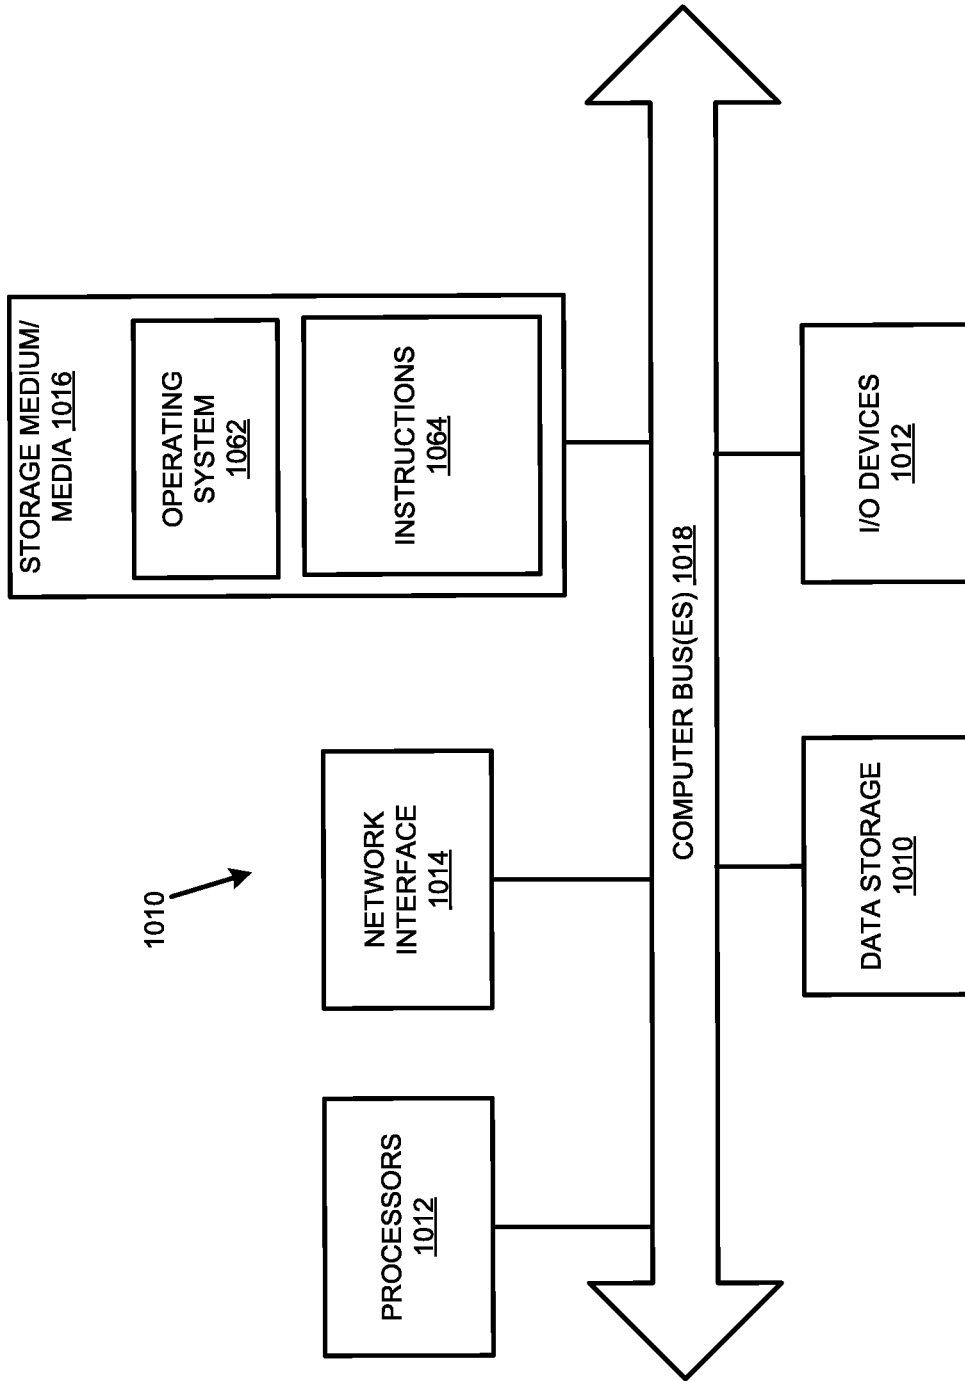 1010
PROCESSORS
1012
NETWORK
INTERFACE
1014
STORAGE MEDIUM/
MEDIA 1016
OPERATING
SYSTEM
1062
INSTRUCTIONS
1064
COMPUTER BUS(ES) 1018
DATA STORAGE
1010
I/O DEVICES
1012